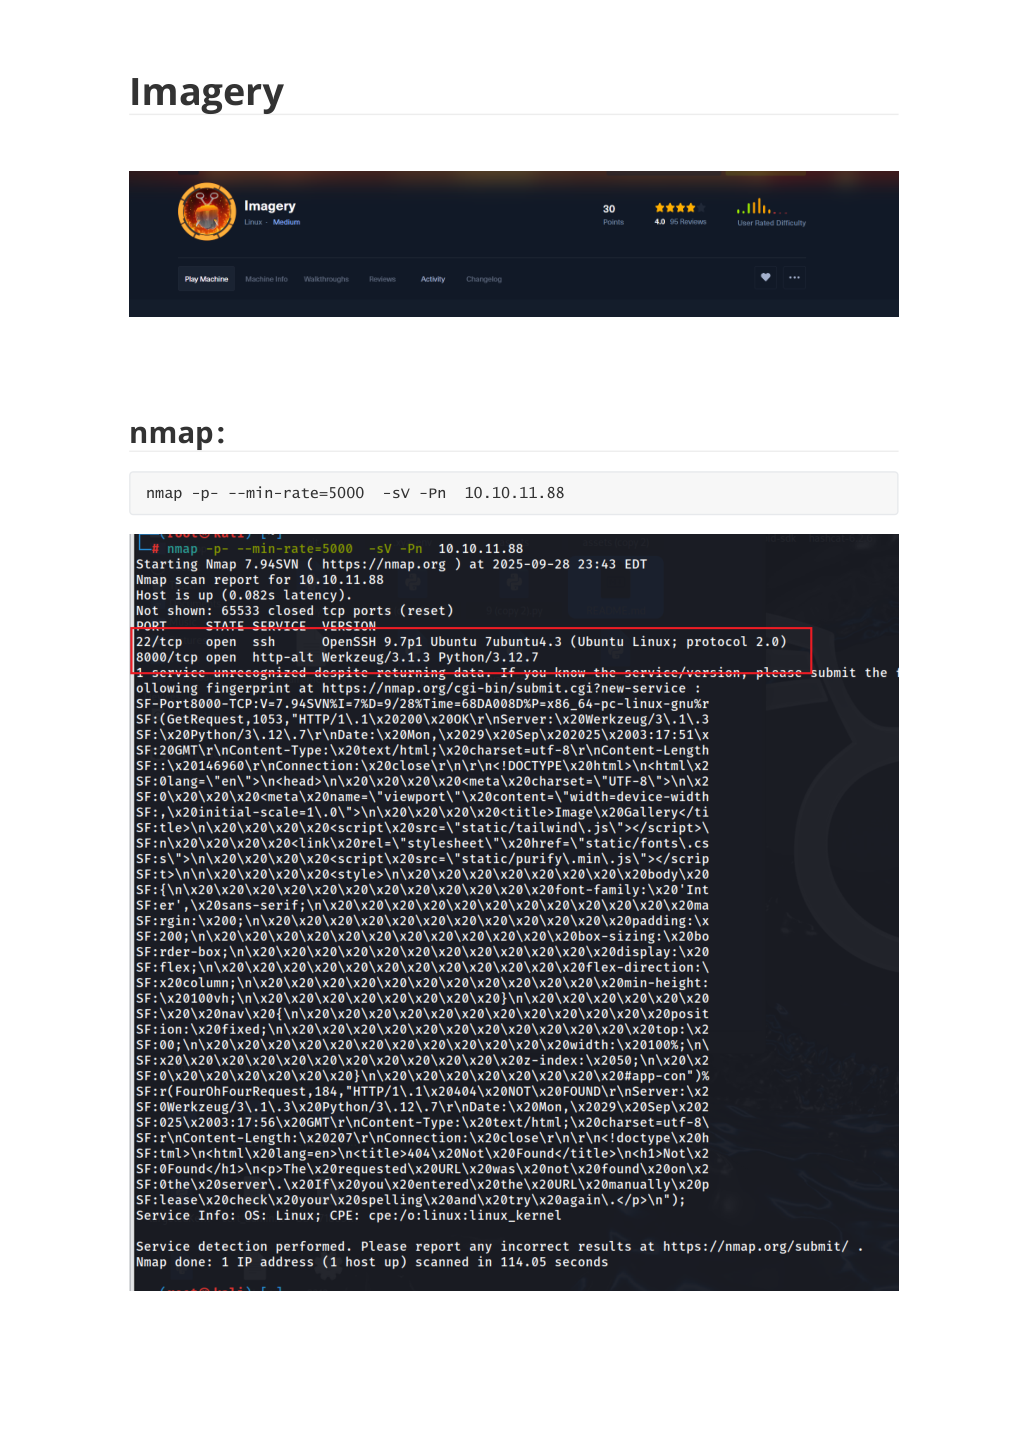 Imagery
Imagery
Linux · Medium
30
Points
4.0 95 Reviews
User Rated Difficulty
Play Machine Machine Info Walkthroughs Reviews Activity Changelog
nmap:
nmap -p- --min-rate=5000  -sV -Pn  10.10.11.88
└─# nmap -p- --min-rate=5000  -sV -Pn  10.10.11.88
Starting Nmap 7.94SVN ( https://nmap.org ) at 2025-09-28 23:43 EDT
Nmap scan report for 10.10.11.88
Host is up (0.082s latency).
Not shown: 65533 closed tcp ports (reset)
PORT     STATE SERVICE  VERSION
22/tcp   open  ssh      OpenSSH 9.7p1 Ubuntu 7ubuntu4.3 (Ubuntu Linux; protocol 2.0)
8000/tcp open  http-alt Werkzeug/3.1.3 Python/3.12.7
1 service unrecognized despite returning data. If you know the service/version, please submit the f
ollowing fingerprint at https://nmap.org/cgi-bin/submit.cgi?new-service :
SF-Port8000-TCP:V=7.94SVN%I=7%D=9/28%Time=68DA008D%P=x86_64-pc-linux-gnu%r
SF:(GetRequest,1053,"HTTP/1\.1\x20200\x20OK\r\nServer:\x20Werkzeug/3\.1\.3
SF:\x20Python/3\.12\.7\r\nDate:\x20Mon,\x2029\x20Sep\x202025\x2003:17:51\x
SF:20GMT\r\nContent-Type:\x20text/html;\x20charset=utf-8\r\nContent-Length
SF::\x20146960\r\nConnection:\x20close\r\n\r\n<!DOCTYPE\x20html>\n<html\x2
SF:0lang=\"en\">\n<head>\n\x20\x20\x20\x20<meta\x20charset=\"UTF-8\">\n\x2
SF:0\x20\x20\x20<meta\x20name=\"viewport\"\x20content=\"width=device-width
SF:,\x20initial-scale=1\.0\">\n\x20\x20\x20\x20<title>Image\x20Gallery</ti
SF:tle>\n\x20\x20\x20\x20<script\x20src=\"static/tailwind\.js\"></script>\
SF:n\x20\x20\x20\x20<link\x20rel=\"stylesheet\"\x20href=\"static/fonts\.cs
SF:s\">\n\x20\x20\x20\x20<script\x20src=\"static/purify\.min\.js\"></scrip
SF:t>\n\n\x20\x20\x20\x20<style>\n\x20\x20\x20\x20\x20\x20\x20\x20body\x20
SF:{\n\x20\x20\x20\x20\x20\x20\x20\x20\x20\x20\x20\x20font-family:\x20'Int
SF:er',\x20sans-serif;\n\x20\x20\x20\x20\x20\x20\x20\x20\x20\x20\x20\x20ma
SF:rgin:\x200;\n\x20\x20\x20\x20\x20\x20\x20\x20\x20\x20\x20\x20padding:\x
SF:200;\n\x20\x20\x20\x20\x20\x20\x20\x20\x20\x20\x20\x20box-sizing:\x20bo
SF:rder-box;\n\x20\x20\x20\x20\x20\x20\x20\x20\x20\x20\x20\x20display:\x20
SF:flex;\n\x20\x20\x20\x20\x20\x20\x20\x20\x20\x20\x20\x20flex-direction:\
SF:x20column;\n\x20\x20\x20\x20\x20\x20\x20\x20\x20\x20\x20\x20min-height:
SF:\x20100vh;\n\x20\x20\x20\x20\x20\x20\x20\x20}\n\x20\x20\x20\x20\x20\x20
SF:\x20\x20nav\x20{\n\x20\x20\x20\x20\x20\x20\x20\x20\x20\x20\x20\x20posit
SF:ion:\x20fixed;\n\x20\x20\x20\x20\x20\x20\x20\x20\x20\x20\x20\x20top:\x2
SF:00;\n\x20\x20\x20\x20\x20\x20\x20\x20\x20\x20\x20\x20width:\x20100%;\n\
SF:x20\x20\x20\x20\x20\x20\x20\x20\x20\x20\x20\x20z-index:\x2050;\n\x20\x2
SF:0\x20\x20\x20\x20\x20\x20}\n\x20\x20\x20\x20\x20\x20\x20\x20#app-con")%
SF:r(FourOhFourRequest,184,"HTTP/1\.1\x20404\x20NOT\x20FOUND\r\nServer:\x2
SF:0Werkzeug/3\.1\.3\x20Python/3\.12\.7\r\nDate:\x20Mon,\x2029\x20Sep\x202
SF:025\x2003:17:56\x20GMT\r\nContent-Type:\x20text/html;\x20charset=utf-8\
SF:r\nContent-Length:\x20207\r\nConnection:\x20close\r\n\r\n<!doctype\x20h
SF:tml>\n<html\x20lang=en>\n<title>404\x20Not\x20Found</title>\n<h1>Not\x2
SF:0Found</h1>\n<p>The\x20requested\x20URL\x20was\x20not\x20found\x20on\x2
SF:0the\x20server\.\x20If\x20you\x20entered\x20the\x20URL\x20manually\x20p
SF:lease\x20check\x20your\x20spelling\x20and\x20try\x20again\.</p>\n");
Service Info: OS: Linux; CPE: cpe:/o:linux:linux_kernel
Service detection performed. Please report any incorrect results at https://nmap.org/submit/ .
Nmap done: 1 IP address (1 host up) scanned in 114.05 seconds